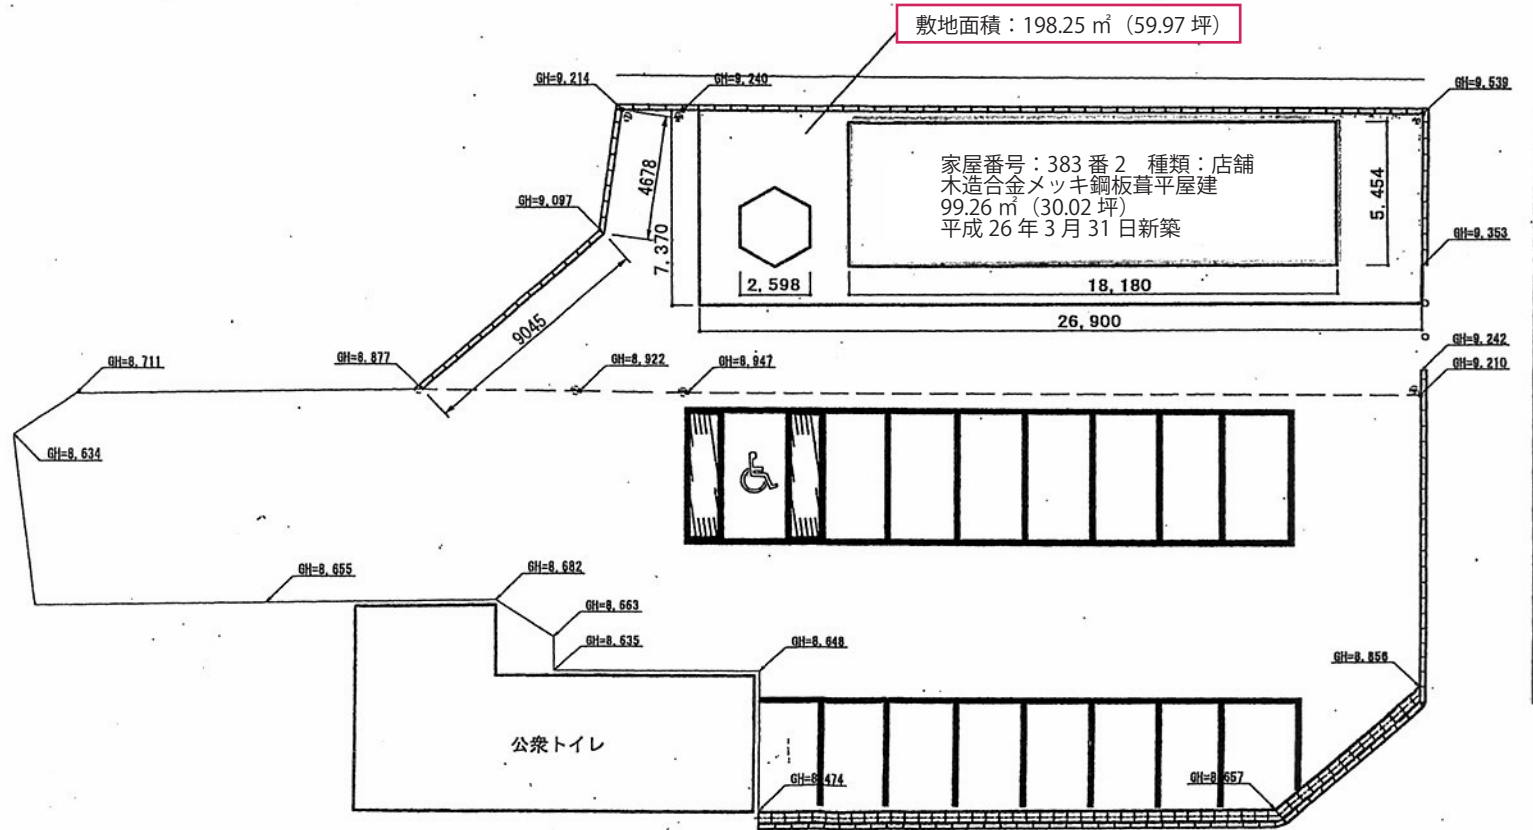 敷地面積：198.25 ㎡（59.97 坪）
GH=9,214
GH=9,240
GH=9,539
家屋番号：383 番 2　種類：店舗
木造合金メッキ鋼板葺平屋建
99.26 ㎡（30.02 坪）
平成 26 年 3 月 31 日新築
4678
5,454
GH=9,097
7,370
GH=9,353
2,598
18,180
26,900
9045
GH=8,711
GH=8,877
GH=8,922
GH=8,947
GH=9,242
GH=9,210
GH=8,634
GH=8,655
GH=8,682
GH=8,663
GH=8,635
GH=8,648
GH=8,856
公衆トイレ
GH=8,474
GH=8,657